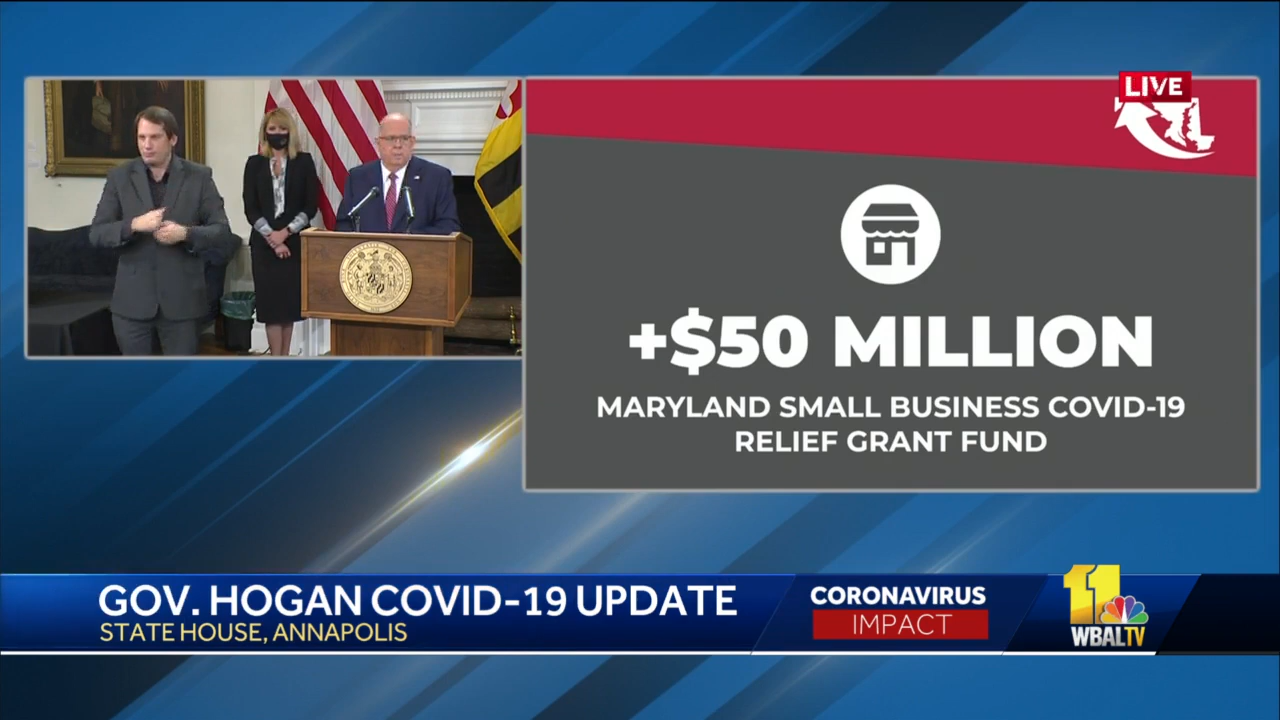 LIVE
+$50 MILLION
MARYLAND SMALL BUSINESS COVID-19
RELIEF GRANT FUND
GOV. HOGAN COVID-19 UPDATE
STATE HOUSE, ANNAPOLIS
CORONAVIRUS
IMPACT
1
WBALTV